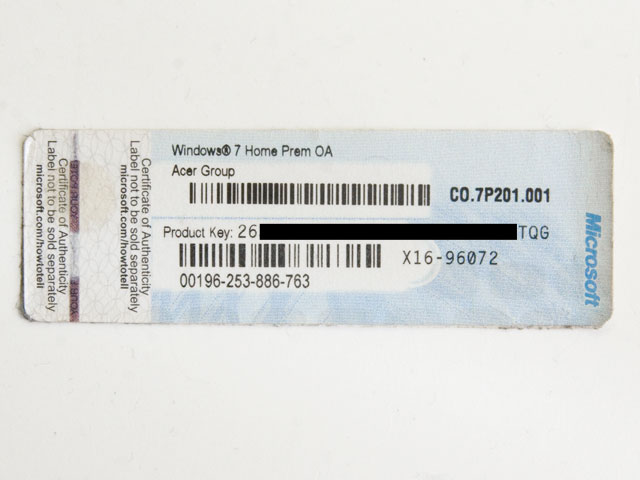 Certificate of Authenticity
Label not to be sold separately
microsoft.com/howtotell
Certificate of Authenticity
Label not to be sold separately
microsoft.com/howtotell
Windows® 7 Home Prem OA
Acer Group
CO.7P201.001
Product Key: 26 TQG
X16-96072
00196-253-886-763
Microsoft